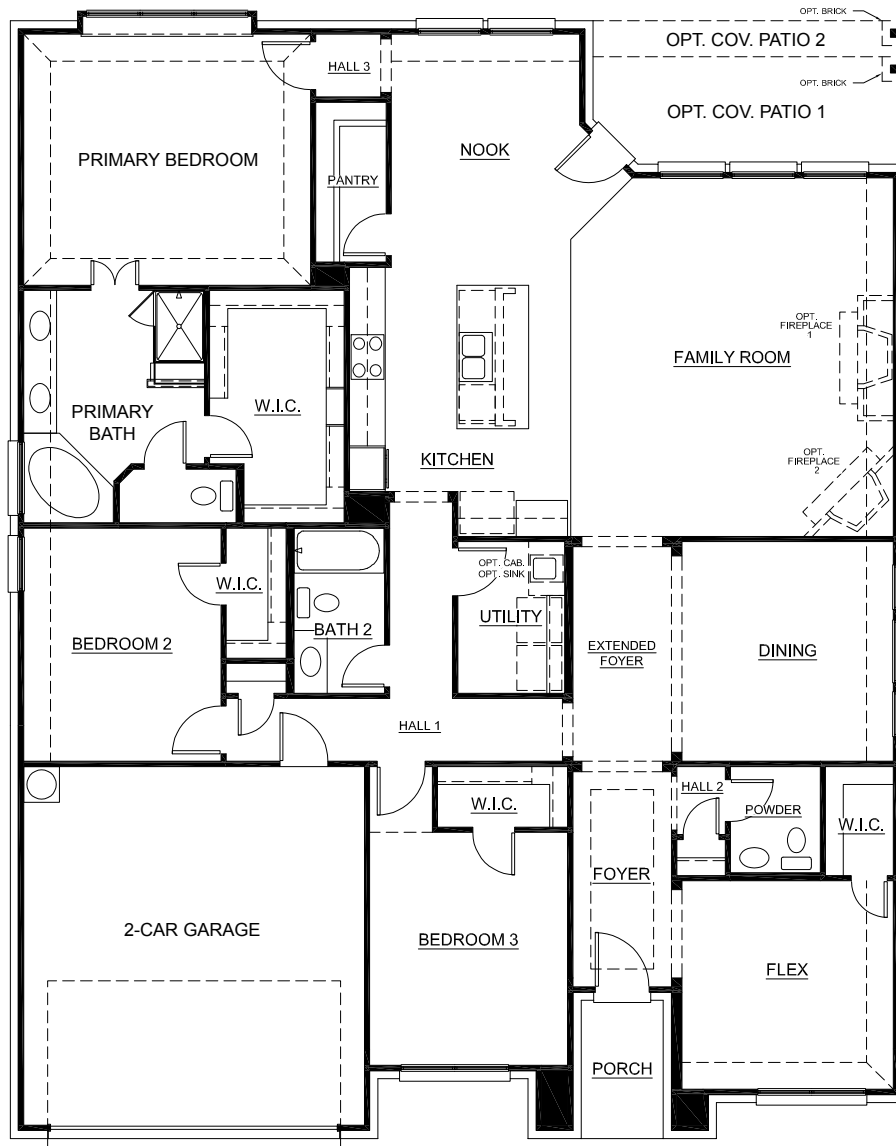 OPT. BRICK
OPT. COV. PATIO 2
HALL 3
OPT. BRICK
OPT. COV. PATIO 1
PRIMARY BEDROOM
NOOK
PANTRY
OPT.
FIREPLACE
1
FAMILY ROOM
PRIMARY
BATH
W.I.C.
KITCHEN
OPT.
FIREPLACE
2
OPT. CAB.
OPT. SINK
W.I.C.
BEDROOM 2
BATH 2
UTILITY
EXTENDED
FOYER
DINING
HALL 1
HALL 2
W.I.C.
POWDER
W.I.C.
FOYER
2-CAR GARAGE
BEDROOM 3
FLEX
PORCH